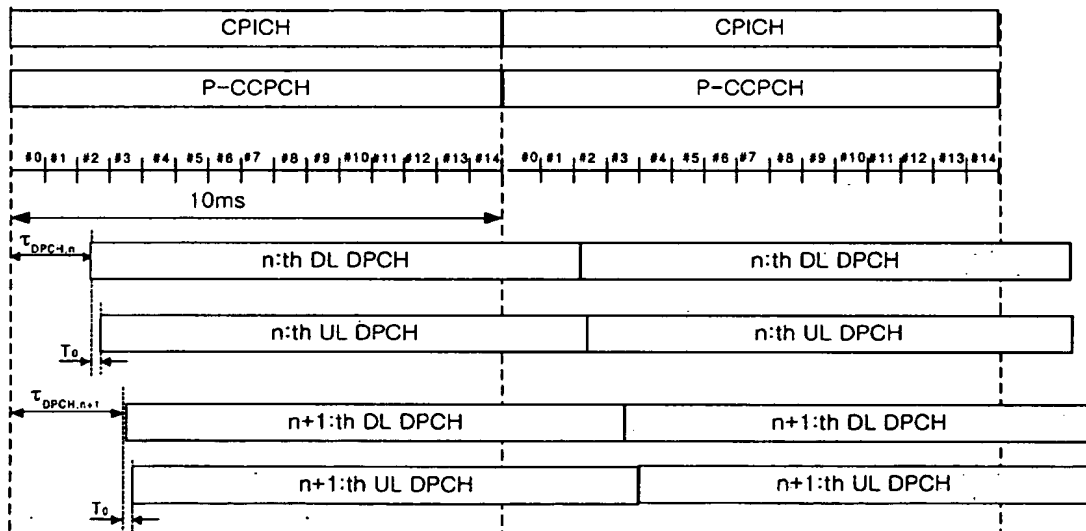 CPICH CPICH
P-CCPCH P-CCPCH
#0 #1 #2 #3 #4 #5 #6 #7 #8 #9 #10 #11 #12 #13 #14 #0 #1 #2 #3 #4 #5 #6 #7 #8 #9 #10 #11 #12 #13 #14
10ms
τDPCH,n
n:th DL DPCH n:th DL DPCH
n:th UL DPCH n:th UL DPCH
T0
τDPCH,n+1
n+1:th DL DPCH n+1:th DL DPCH
n+1:th UL DPCH n+1:th UL DPCH
T0